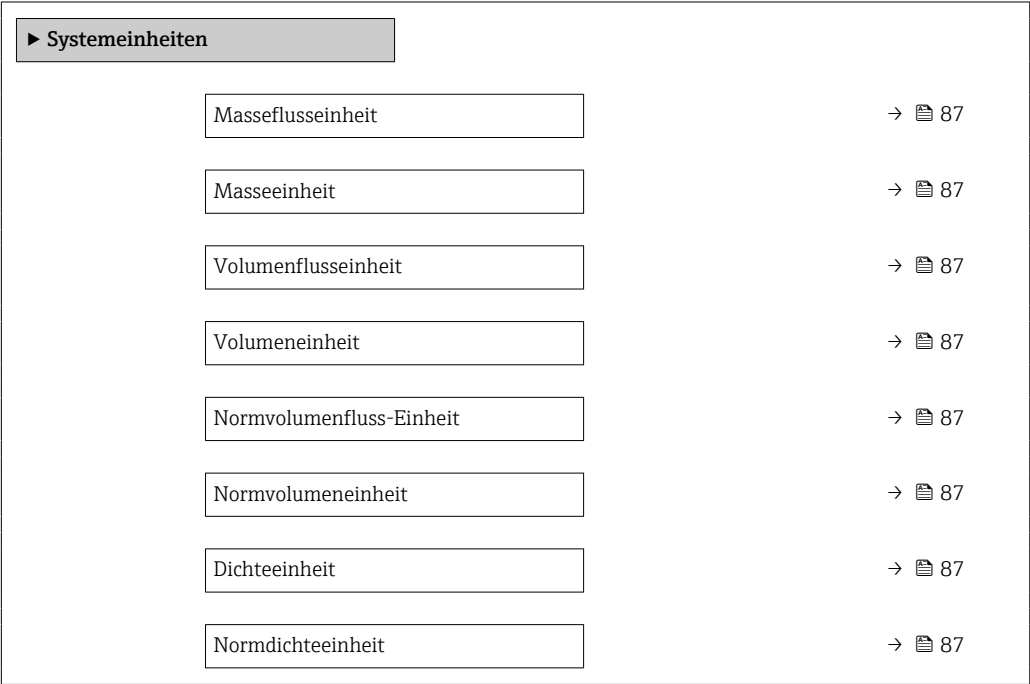 ► Systemeinheiten
Masseflusseinheit → 87
Masseeinheit → 87
Volumenflusseinheit → 87
Volumeneinheit → 87
Normvolumenfluss-Einheit → 87
Normvolumeneinheit → 87
Dichteeinheit → 87
Normdichteeinheit → 87